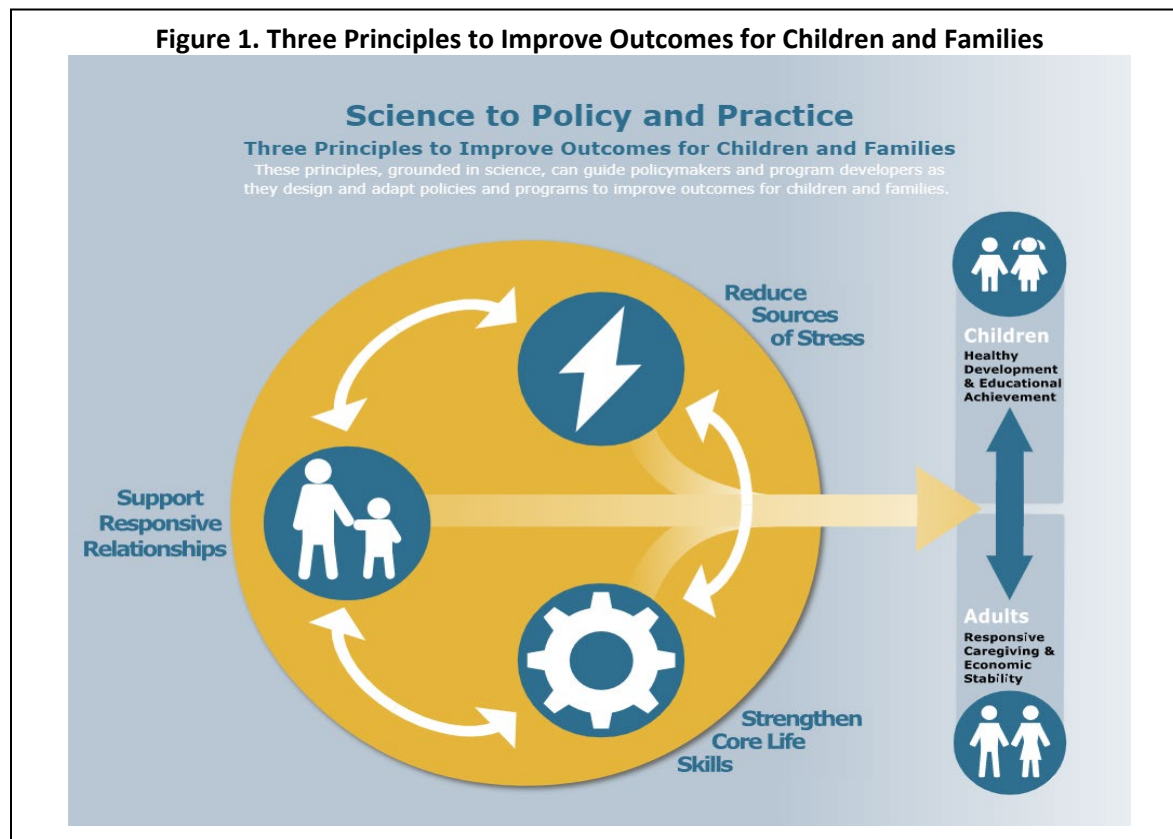 Figure 1. Three Principles to Improve Outcomes for Children and Families
Science to Policy and Practice
Three Principles to Improve Outcomes for Children and Families
These principles, grounded in science, can guide policymakers and program developers as
they design and adapt policies and programs to improve outcomes for children and families.
Reduce
Sources
of Stress
Support
Responsive
Relationships
Strengthen
Core Life
Skills
Children
Healthy
Development
& Educational
Achievement
Adults
Responsive
Caregiving &
Economic
Stability